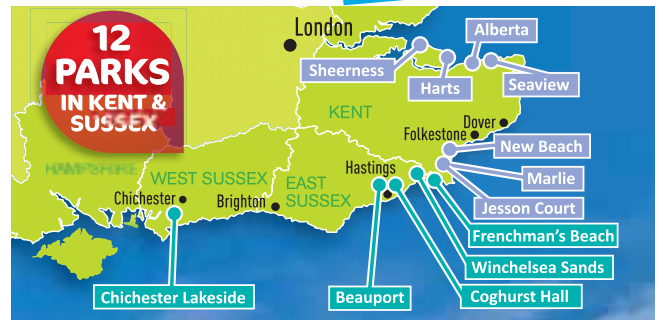 12
PARKS
IN KENT &
SUSSEX
London
Alberta
Sheerness
Harts
Seaview
KENT
Dover
Folkestone
New Beach
Marlie
Jesson Court
Hastings
WEST SUSSEX
EAST
SUSSEX
Chichester
Brighton
Frenchman's Beach
Winchelsea Sands
Coghurst Hall
Beauport
Chichester Lakeside
HAMPSHIRE